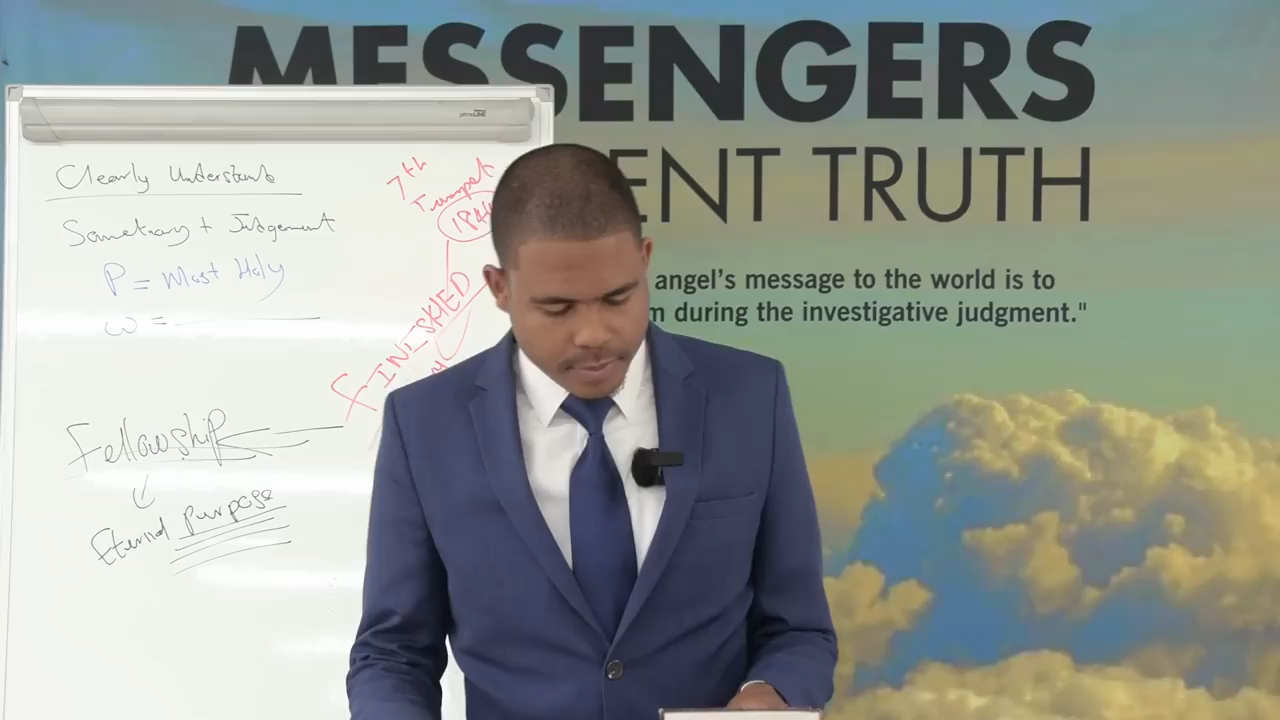 MESSENGERS
ENT TRUTH
angel's message to the world is to
m during the investigative judgment."
Clearly Understand
Sanctuary + Judgement
P = Most Holy
W =
Fellowship
Eternal Purpose
7th
Trumpet
184
FINISHED